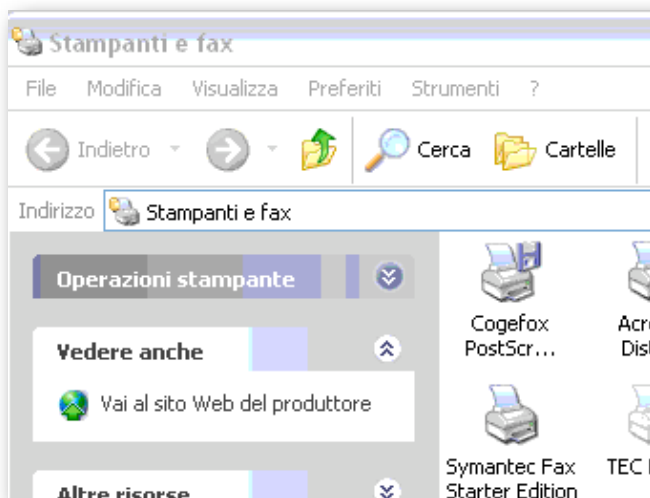 Stampanti e fax
File Modifica Visualizza Preferiti Strumenti ?
Indietro Cerca Cartelle
Indirizzo Stampanti e fax
Operazioni stampante
Vedere anche
Vai al sito Web del produttore
Altre risorse
Cogefox
PostScr...
Symantec Fax
Starter Edition
TEC